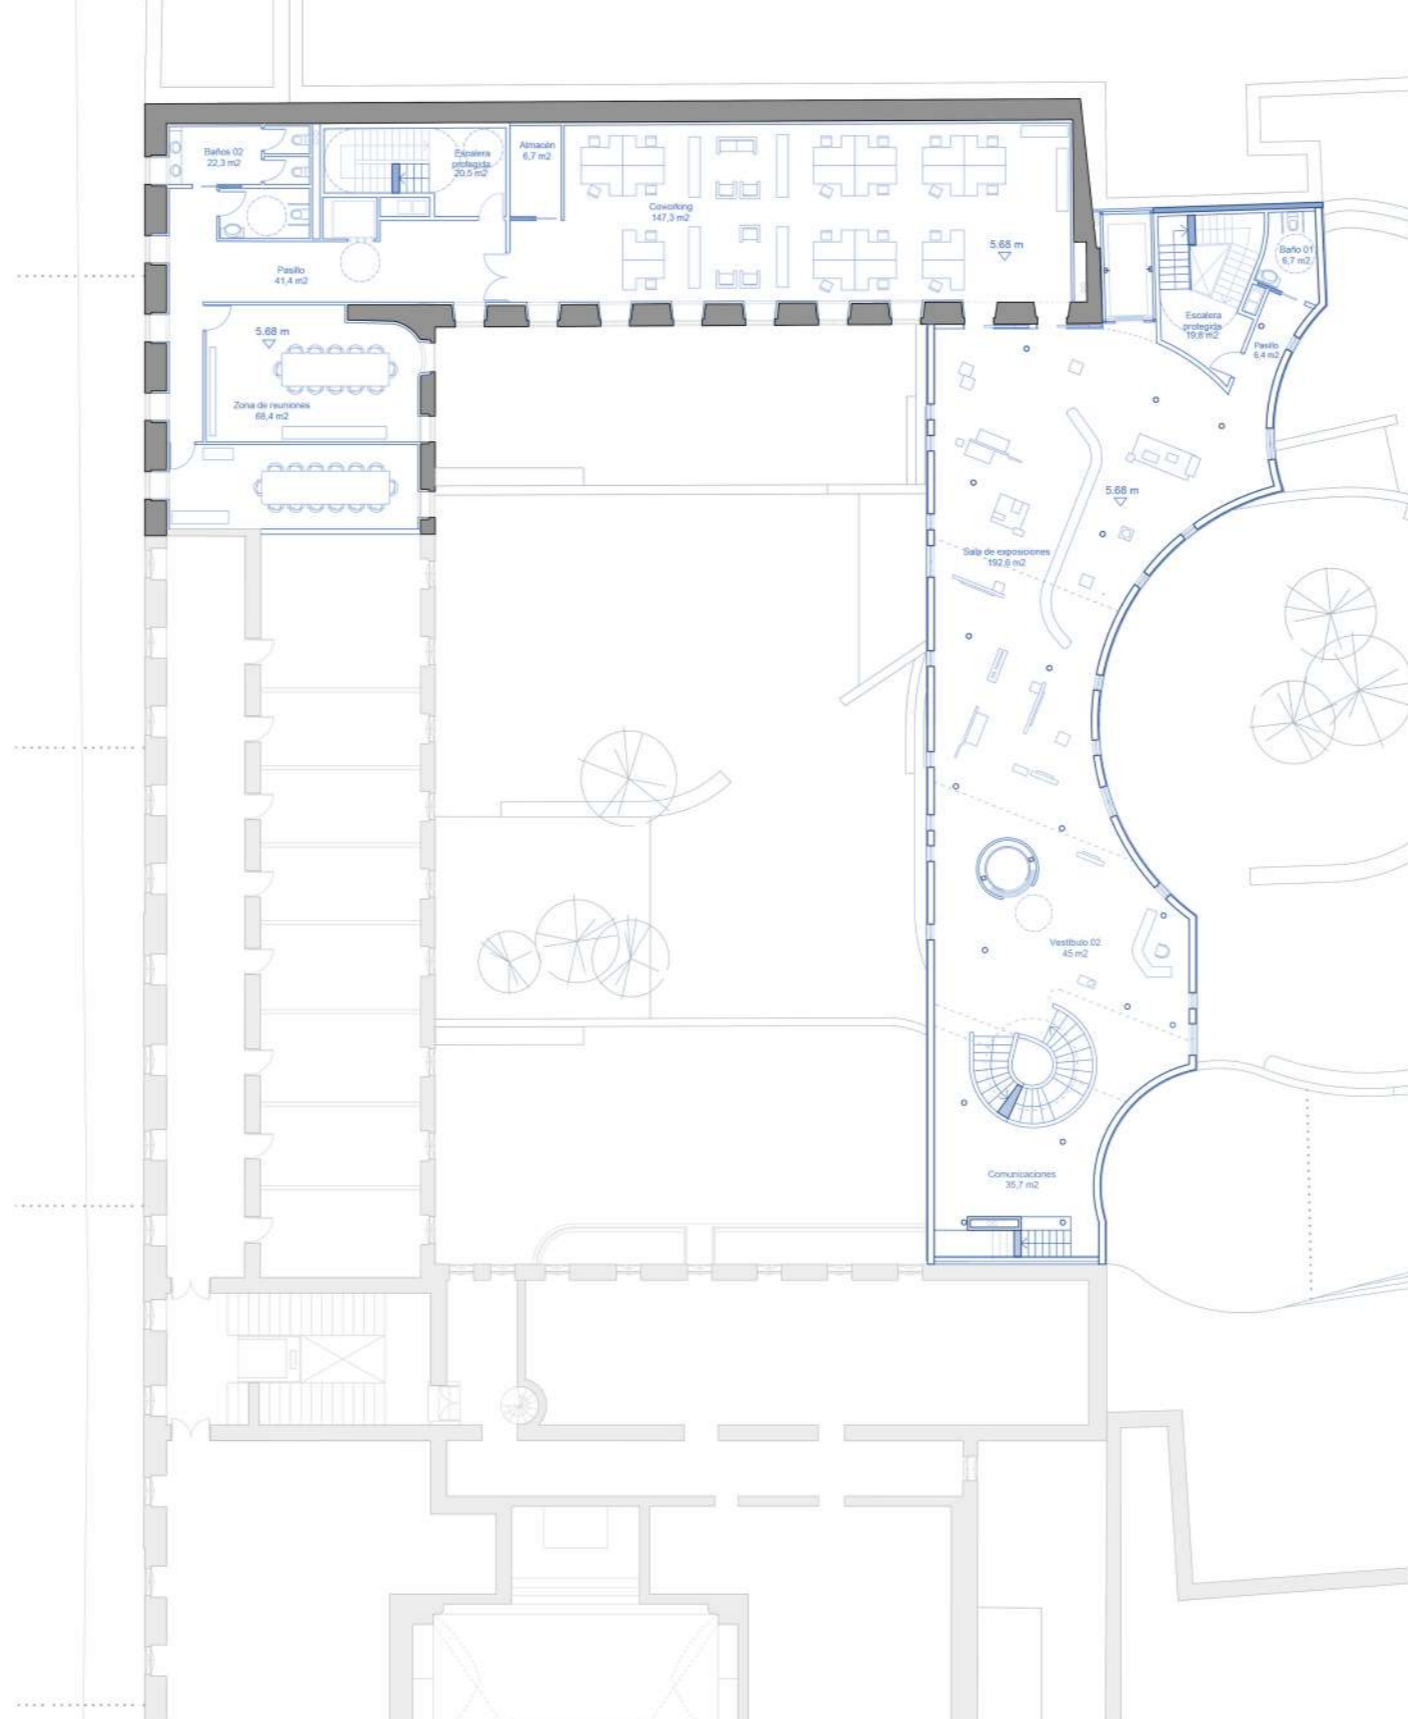 Baños 02
22,3 m2
Escalera
protegida
20,5 m2
Almacén
6,7 m2
Coworking
147,3 m2
5.68 m
Pasillo
41,4 m2
5.68 m
Zona de reuniones
68,4 m2
Baño 01
6,7 m2
Escalera
protegida
19,8 m2
Pasillo
6,4 m2
5.68 m
Sala de exposiciones
192,6 m2
Vestíbulo 02
45 m2
Comunicaciones
35,7 m2